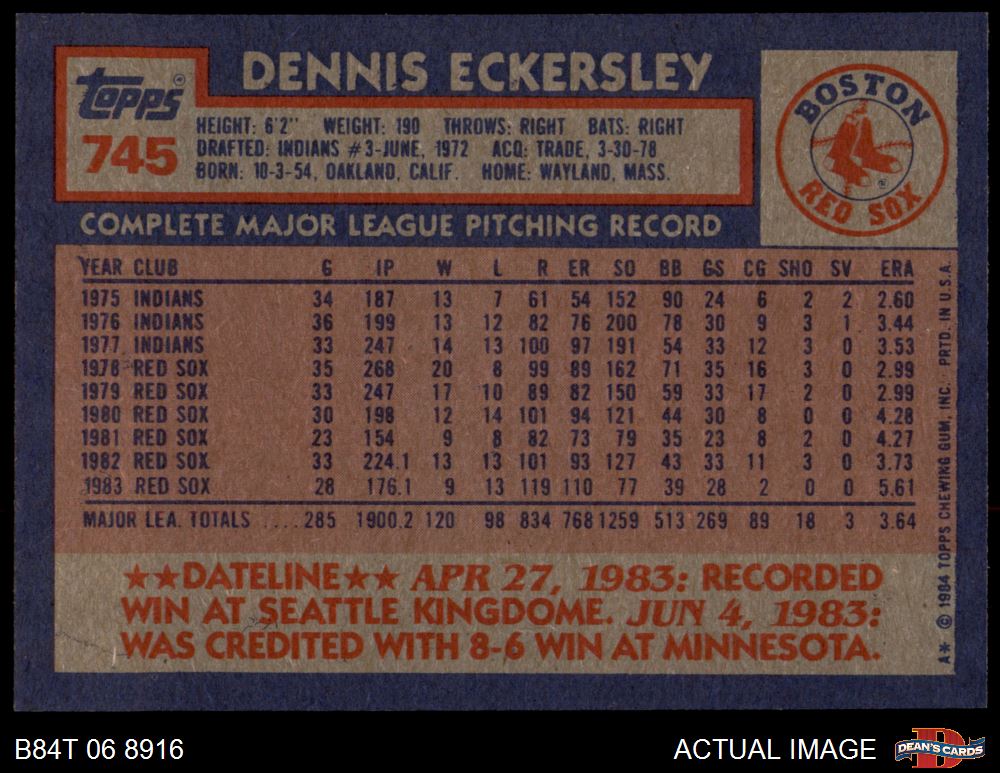 DENNIS ECKERSLEY
topps
745
HEIGHT: 6'2" WEIGHT: 190 THROWS: RIGHT BATS: RIGHT
DRAFTED: INDIANS #3-JUNE, 1972 ACQ: TRADE, 3-30-78
BORN: 10-3-54, OAKLAND, CALIF. HOME: WAYLAND, MASS.
BOSTON
RED SOX
COMPLETE MAJOR LEAGUE PITCHING RECORD
YEAR CLUB G IP W L R ER SO BB GS CG SHO SV ERA
1975 INDIANS 34 187 13 7 61 54 152 90 24 6 2 2 2.60
1976 INDIANS 36 199 13 12 82 76 200 78 30 9 3 1 3.44
1977 INDIANS 33 247 14 13 100 97 191 54 33 12 3 0 3.53
1978 RED SOX 35 268 20 8 99 89 162 71 35 16 3 0 2.99
1979 RED SOX 33 247 17 10 89 82 150 59 33 17 2 0 2.99
1980 RED SOX 30 198 12 14 101 94 121 44 30 8 0 0 4.28
1981 RED SOX 23 154 9 8 82 73 79 35 23 8 2 0 4.27
1982 RED SOX 33 224.1 13 13 101 93 127 43 33 11 3 0 3.73
1983 RED SOX 28 176.1 9 13 119 110 77 39 28 2 0 0 5.61
MAJOR LEA. TOTALS ....285 1900.2 120 98 834 768 1259 513 269 89 18 3 3.64
★★DATELINE★★ APR 27, 1983: RECORDED
WIN AT SEATTLE KINGDOME. JUN 4, 1983:
WAS CREDITED WITH 8-6 WIN AT MINNESOTA.
A* © 1984 TOPPS CHEWING GUM, INC. PRTD. IN U.S.A.
B84T 06 8916
ACTUAL IMAGE
D
DEAN'S CARDS